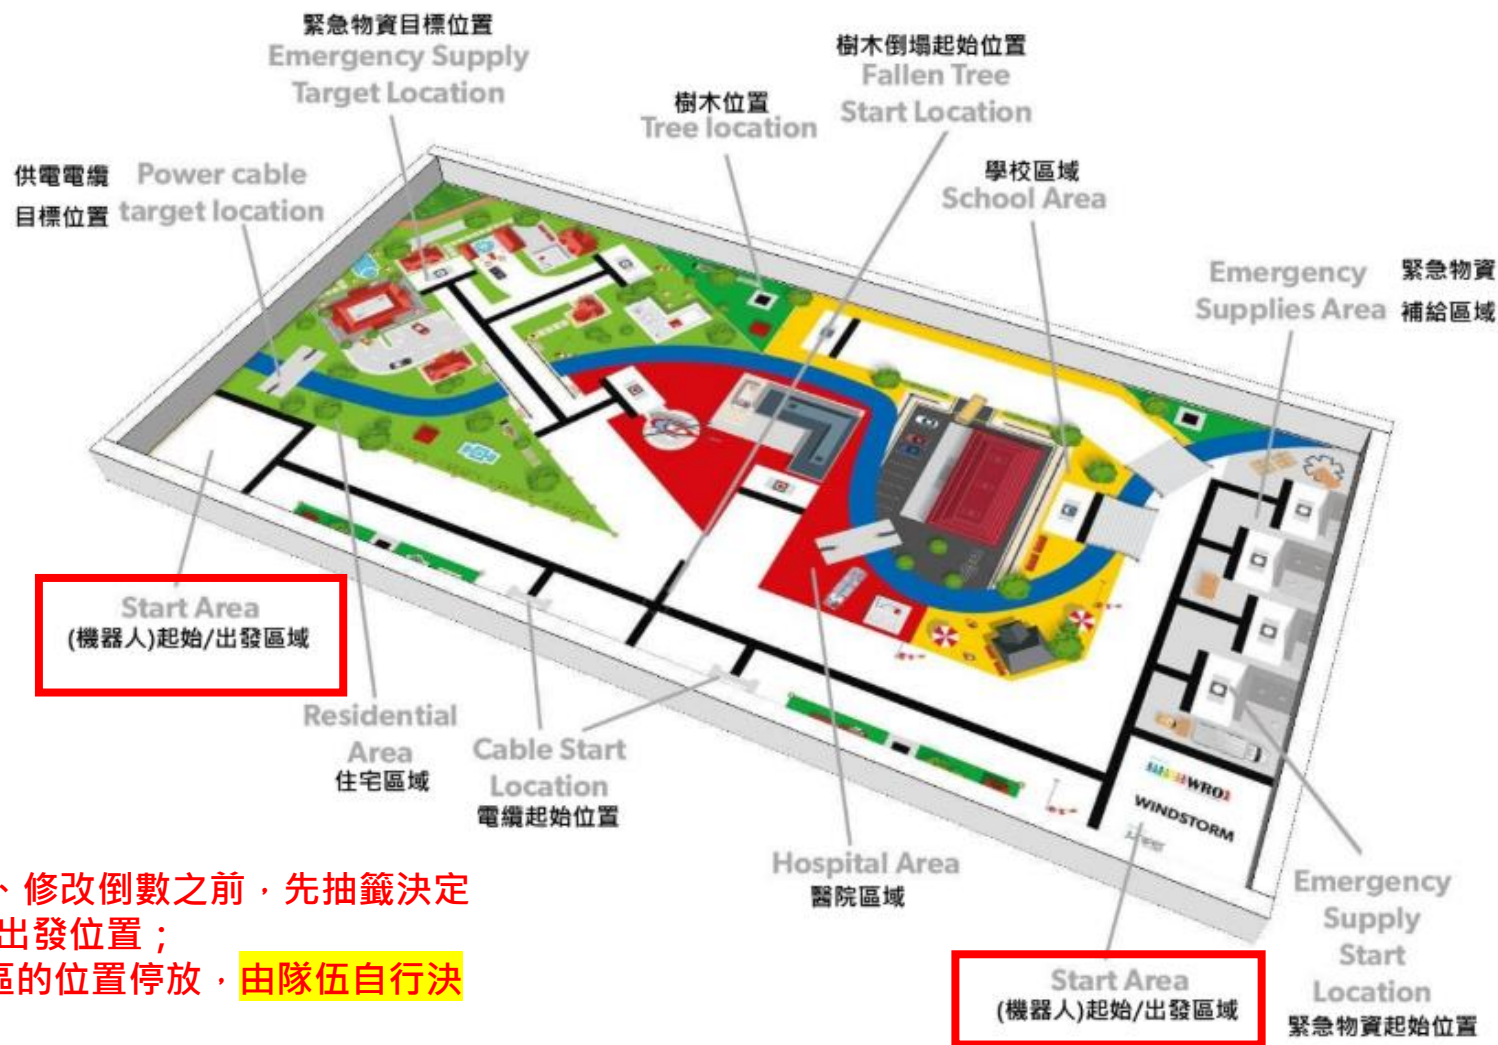 緊急物資目標位置
Emergency Supply
Target Location
樹木倒塌起始位置
Fallen Tree
Start Location
樹木位置
Tree location
供電電纜
目標位置
Power cable
target location
學校區域
School Area
Emergency
Supplies Area
緊急物資
補給區域
Start Area
(機器人)起始/出發區域
Residential
Area
住宅區域
Cable Start
Location
電纜起始位置
WRO
WINDSTORM
Hospital Area
醫院區域
Emergency
Supply
Start
Location
緊急物資起始位置
Start Area
(機器人)起始/出發區域
、修改倒數之前，先抽籤決定
出發位置；
區的位置停放，由隊伍自行決